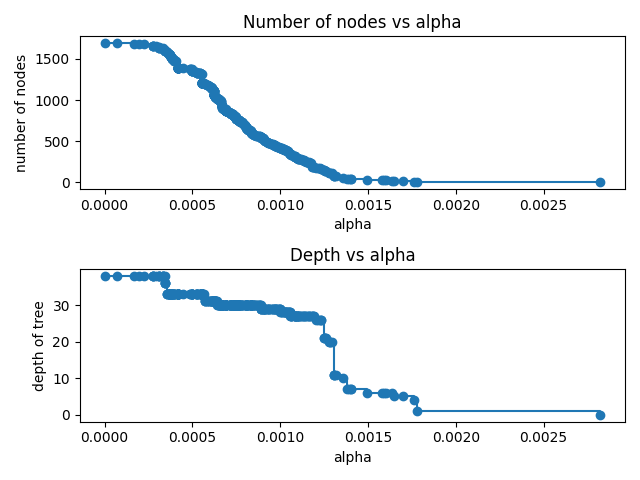 Number of nodes vs alpha
number of nodes
1500
1000
500
0
0.0000 0.0005 0.0010 0.0015 0.0020 0.0025
alpha
Depth vs alpha
depth of tree
30
20
10
0
0.0000 0.0005 0.0010 0.0015 0.0020 0.0025
alpha